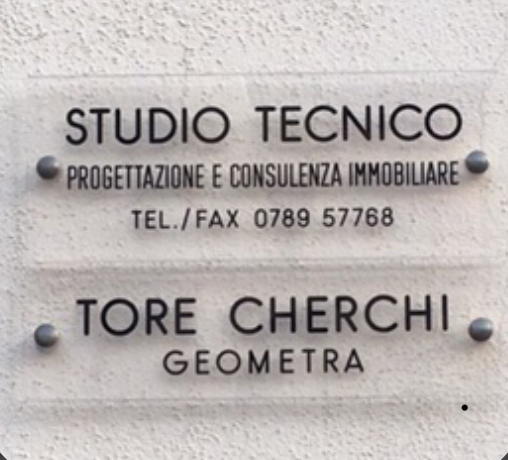 STUDIO TECNICO
PROGETTAZIONE E CONSULENZA IMMOBILIARE
TEL./FAX 0789 57768
TORE CHERCHI
GEOMETRA